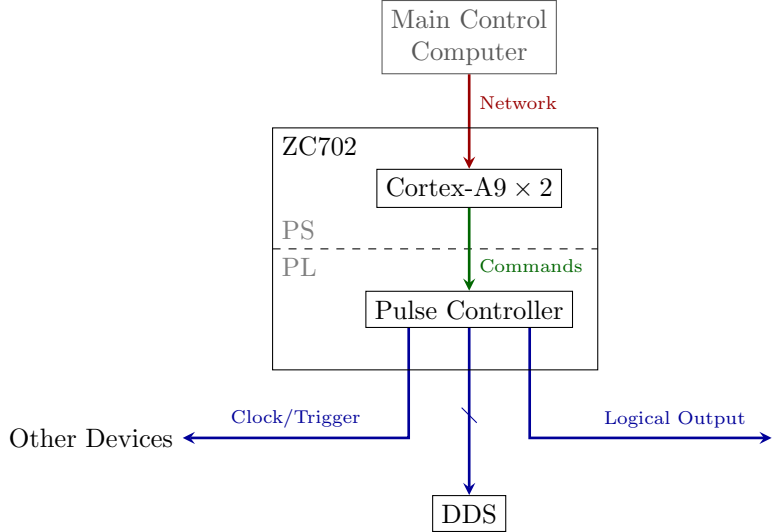 Main Control
Computer
Network
ZC702
Cortex-A9 × 2
PS
PL
Commands
Pulse Controller
Clock/Trigger
Logical Output
Other Devices
DDS